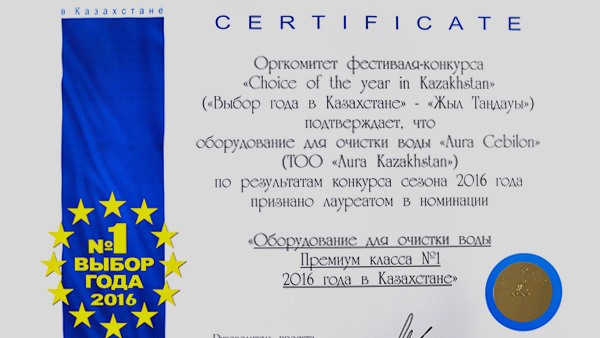 в Казахстане
CERTIFICATE
Оргкомитет фестиваля-конкурса
«Choice of the year in Kazakhstan»
(«Выбор года в Казахстане» - «Жыл Таңдауы»)
подтверждает, что
оборудование для очистки воды «Aura Cebilon»
(ТОО «Aura Kazakhstan»)
по результатам конкурса сезона 2016 года
признано лауреатом в номинации
«Оборудование для очистки воды
Премиум класса №1
2016 года в Казахстане»
№1
ВЫБОР
ГОДА
2016
Руководитель проекта